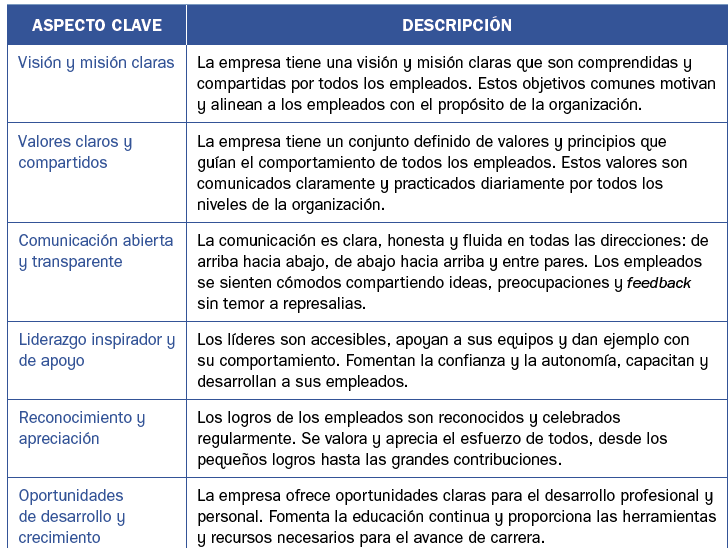 ASPECTO CLAVE
DESCRIPCIÓN
Visión y misión claras
La empresa tiene una visión y misión claras que son comprendidas y
compartidas por todos los empleados. Estos objetivos comunes motivan
y alinean a los empleados con el propósito de la organización.
Valores claros y
compartidos
La empresa tiene un conjunto definido de valores y principios que
guían el comportamiento de todos los empleados. Estos valores son
comunicados claramente y practicados diariamente por todos los
niveles de la organización.
Comunicación abierta
y transparente
La comunicación es clara, honesta y fluida en todas las direcciones: de
arriba hacia abajo, de abajo hacia arriba y entre pares. Los empleados
se sienten cómodos compartiendo ideas, preocupaciones y feedback
sin temor a represalias.
Liderazgo inspirador y
de apoyo
Los líderes son accesibles, apoyan a sus equipos y dan ejemplo con
su comportamiento. Fomentan la confianza y la autonomía, capacitan y
desarrollan a sus empleados.
Reconocimiento y
apreciación
Los logros de los empleados son reconocidos y celebrados
regularmente. Se valora y aprecia el esfuerzo de todos, desde los
pequeños logros hasta las grandes contribuciones.
Oportunidades
de desarrollo y
crecimiento
La empresa ofrece oportunidades claras para el desarrollo profesional y
personal. Fomenta la educación continua y proporciona las herramientas
y recursos necesarios para el avance de carrera.